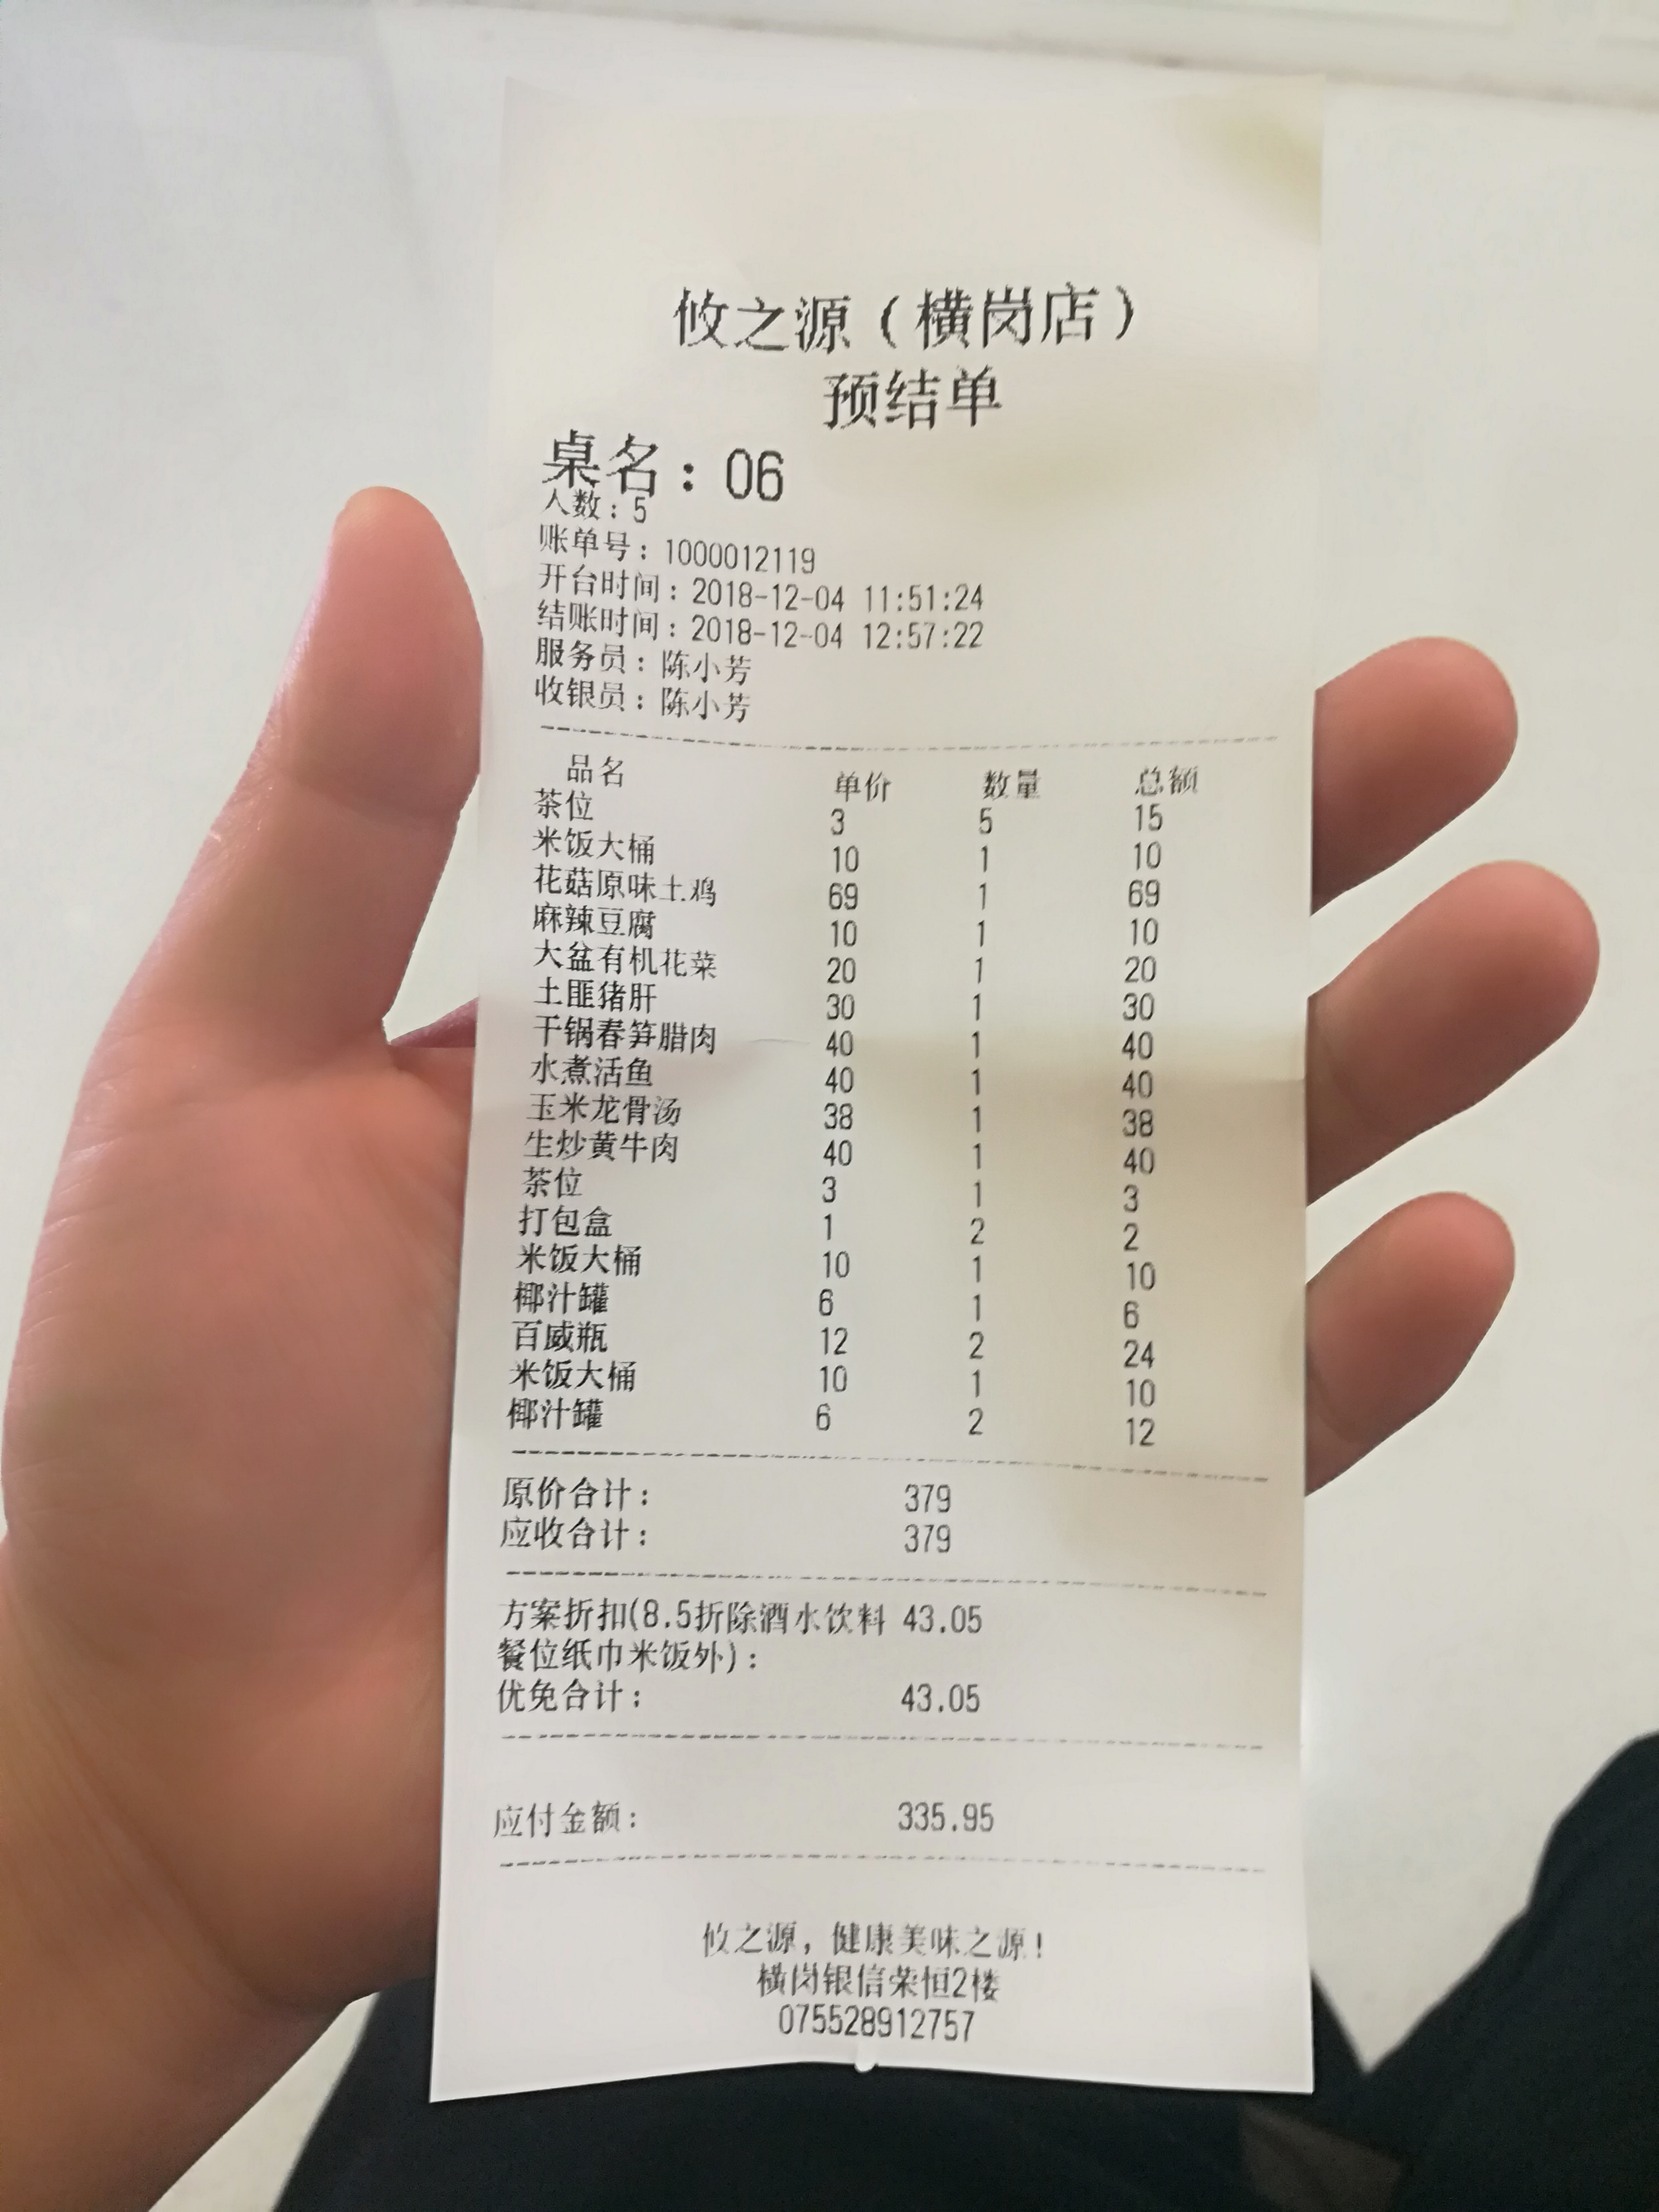 攸之源（横岗店）
预结单
桌名：06
人数：5
账单号：1000012119
开台时间：2018-12-04 11:51:24
结账时间：2018-12-04 12:57:22
服务员：陈小芳
收银员：陈小芳
品名 单价 数量 总额
茶位 3 5 15
米饭大桶 10 1 10
花菇原味土鸡 69 1 69
麻辣豆腐 10 1 10
大盆有机花菜 20 1 20
土匪猪肝 30 1 30
干锅春笋腊肉 40 1 40
水煮活鱼 40 1 40
玉米龙骨汤 38 1 38
生炒黄牛肉 40 1 40
茶位 3 1 3
打包盒 1 2 2
米饭大桶 10 1 10
椰汁罐 6 1 6
百威瓶 12 2 24
米饭大桶 10 1 10
椰汁罐 6 2 12
原价合计： 379
应收合计： 379
方案折扣(8.5折除酒水饮料 43.05
餐位纸巾米饭外)：
优免合计： 43.05
应付金额： 335.95
攸之源，健康美味之源！
横岗银信荣恒2楼
075528912757